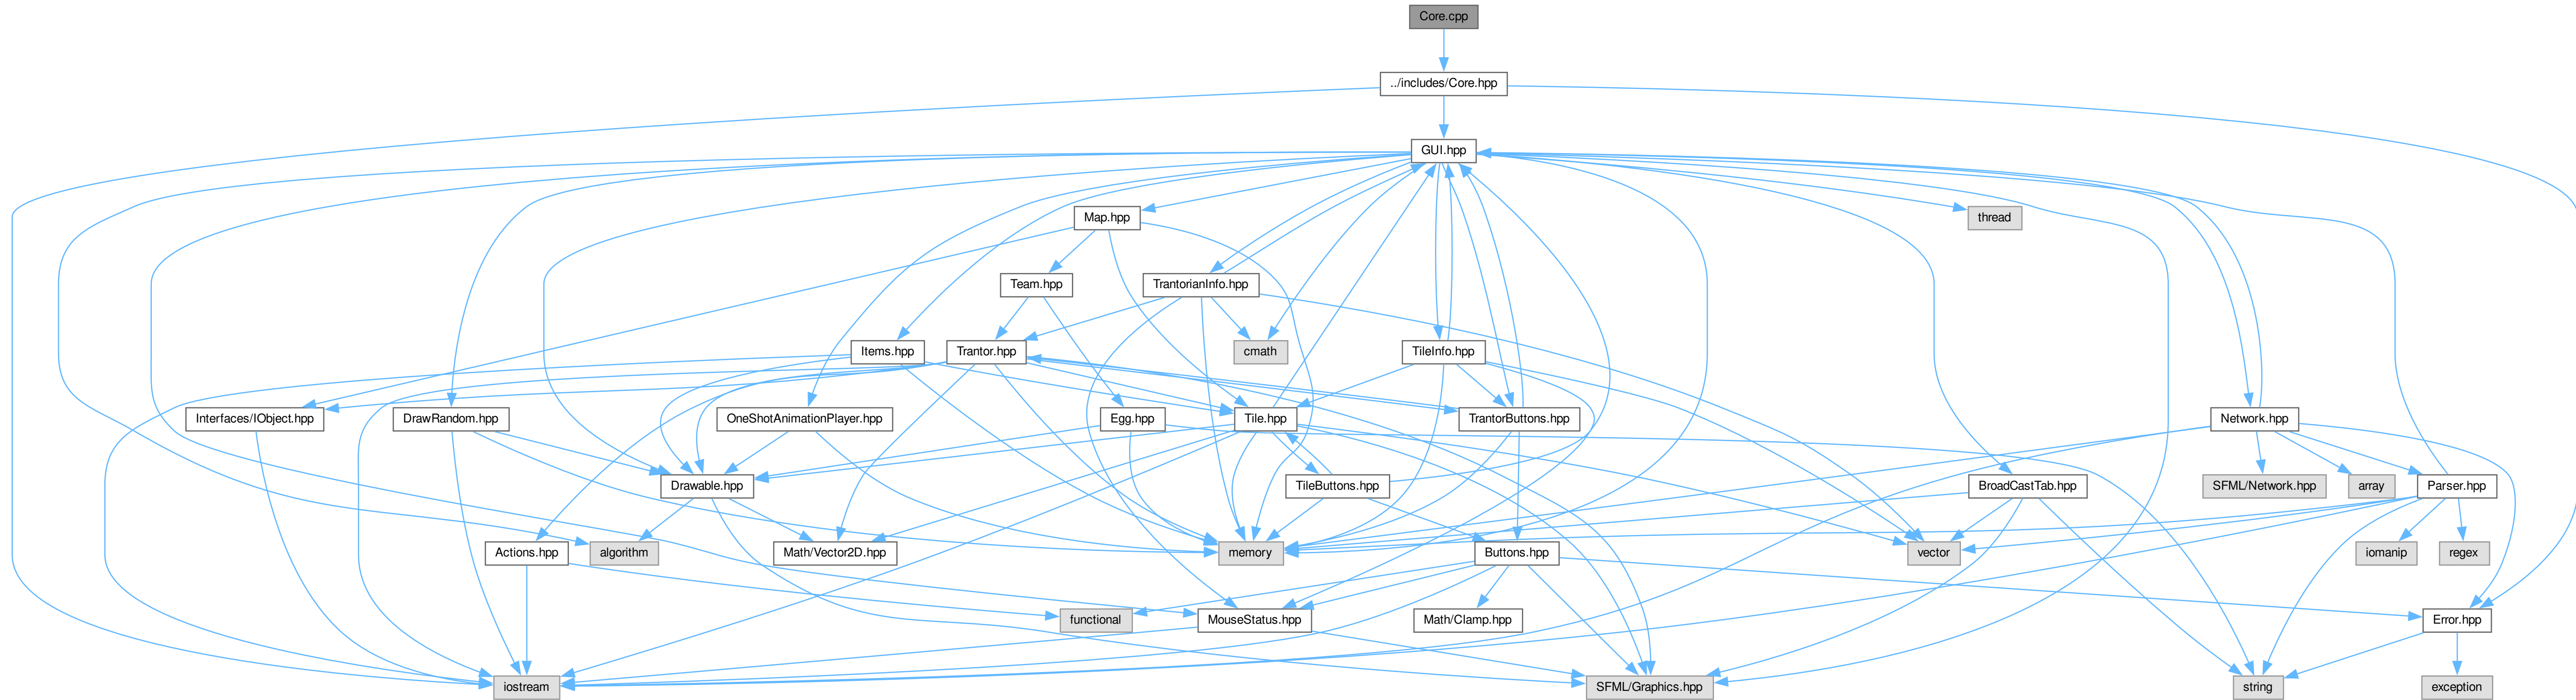 Core.cpp
../includes/Core.hpp
GUI.hpp
Map.hpp
thread
Team.hpp
TrantorianInfo.hpp
Items.hpp
Trantor.hpp
cmath
TileInfo.hpp
Interfaces/IObject.hpp
DrawRandom.hpp
OneShotAnimationPlayer.hpp
Egg.hpp
Tile.hpp
TrantorButtons.hpp
Network.hpp
Drawable.hpp
TileButtons.hpp
BroadCastTab.hpp
SFML/Network.hpp
array
Parser.hpp
Actions.hpp
algorithm
Math/Vector2D.hpp
memory
Buttons.hpp
vector
iomanip
regex
functional
MouseStatus.hpp
Math/Clamp.hpp
Error.hpp
iostream
SFML/Graphics.hpp
string
exception